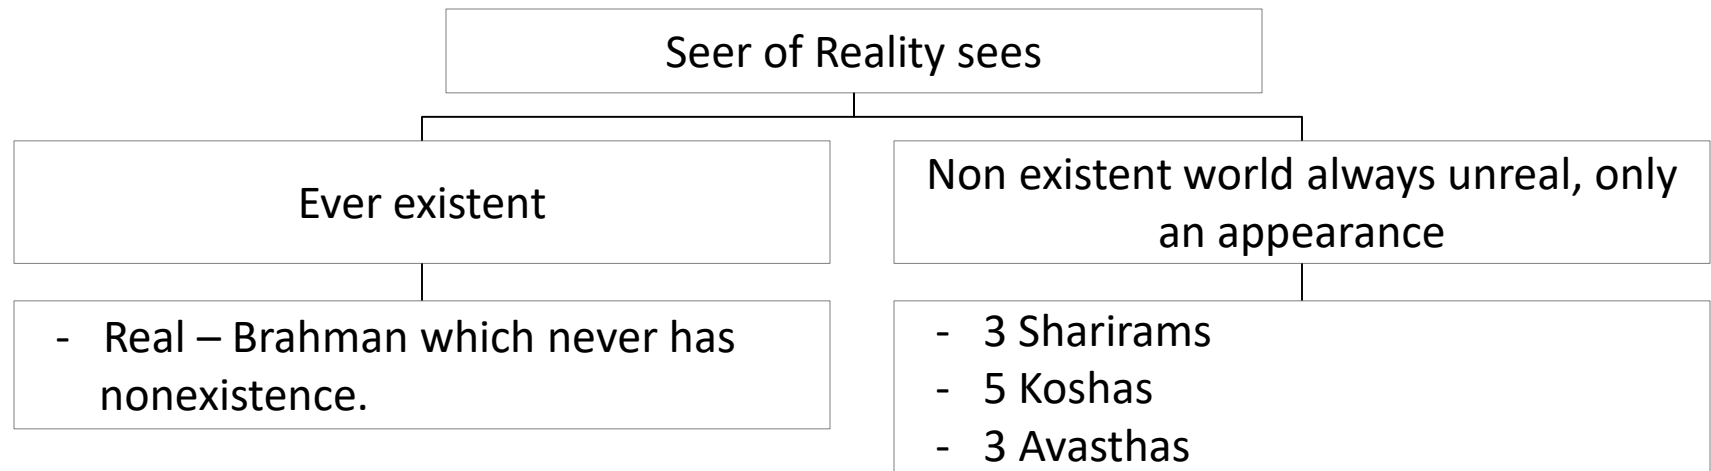 Seer of Reality sees
Ever existent
Non existent world always unreal, only
an appearance
- Real – Brahman which never has
nonexistence.
- 3 Sharirams
- 5 Koshas
- 3 Avasthas